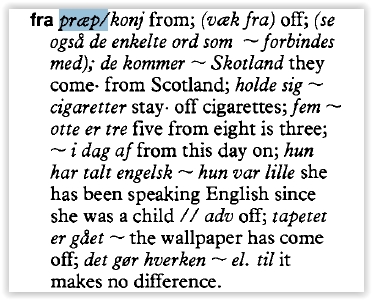 fra præp/konj from; (væk fra) off; (se
også de enkelte ord som ~ forbindes
med); de kommer ~ Skotland they
come· from Scotland; holde sig ~
cigaretter stay· off cigarettes; fem ~
otte er tre five from eight is three;
~ i dag af from this day on; hun
har talt engelsk ~ hun var lille she
has been speaking English since
she was a child // adv off; tapetet
er gået ~ the wallpaper has come
off; det gør hverken ~ el. til it
makes no difference.